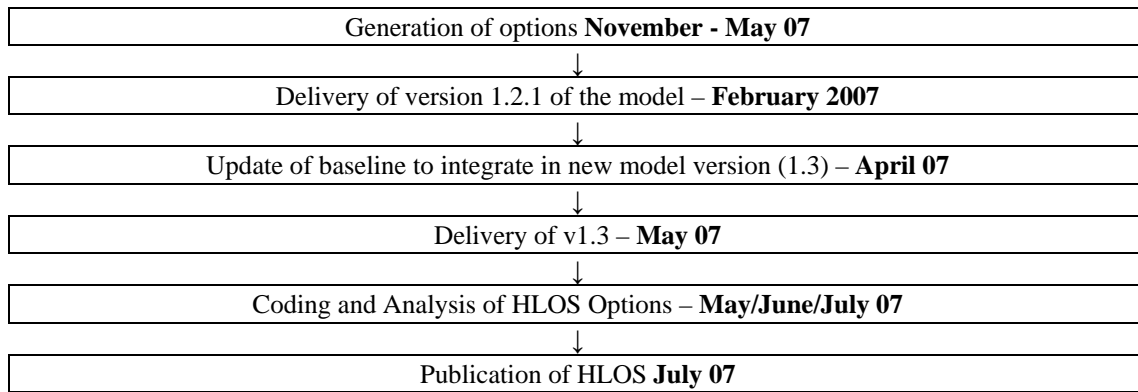 Generation of options November - May 07
↓
Delivery of version 1.2.1 of the model – February 2007
↓
Update of baseline to integrate in new model version (1.3) – April 07
↓
Delivery of v1.3 – May 07
↓
Coding and Analysis of HLOS Options – May/June/July 07
↓
Publication of HLOS July 07